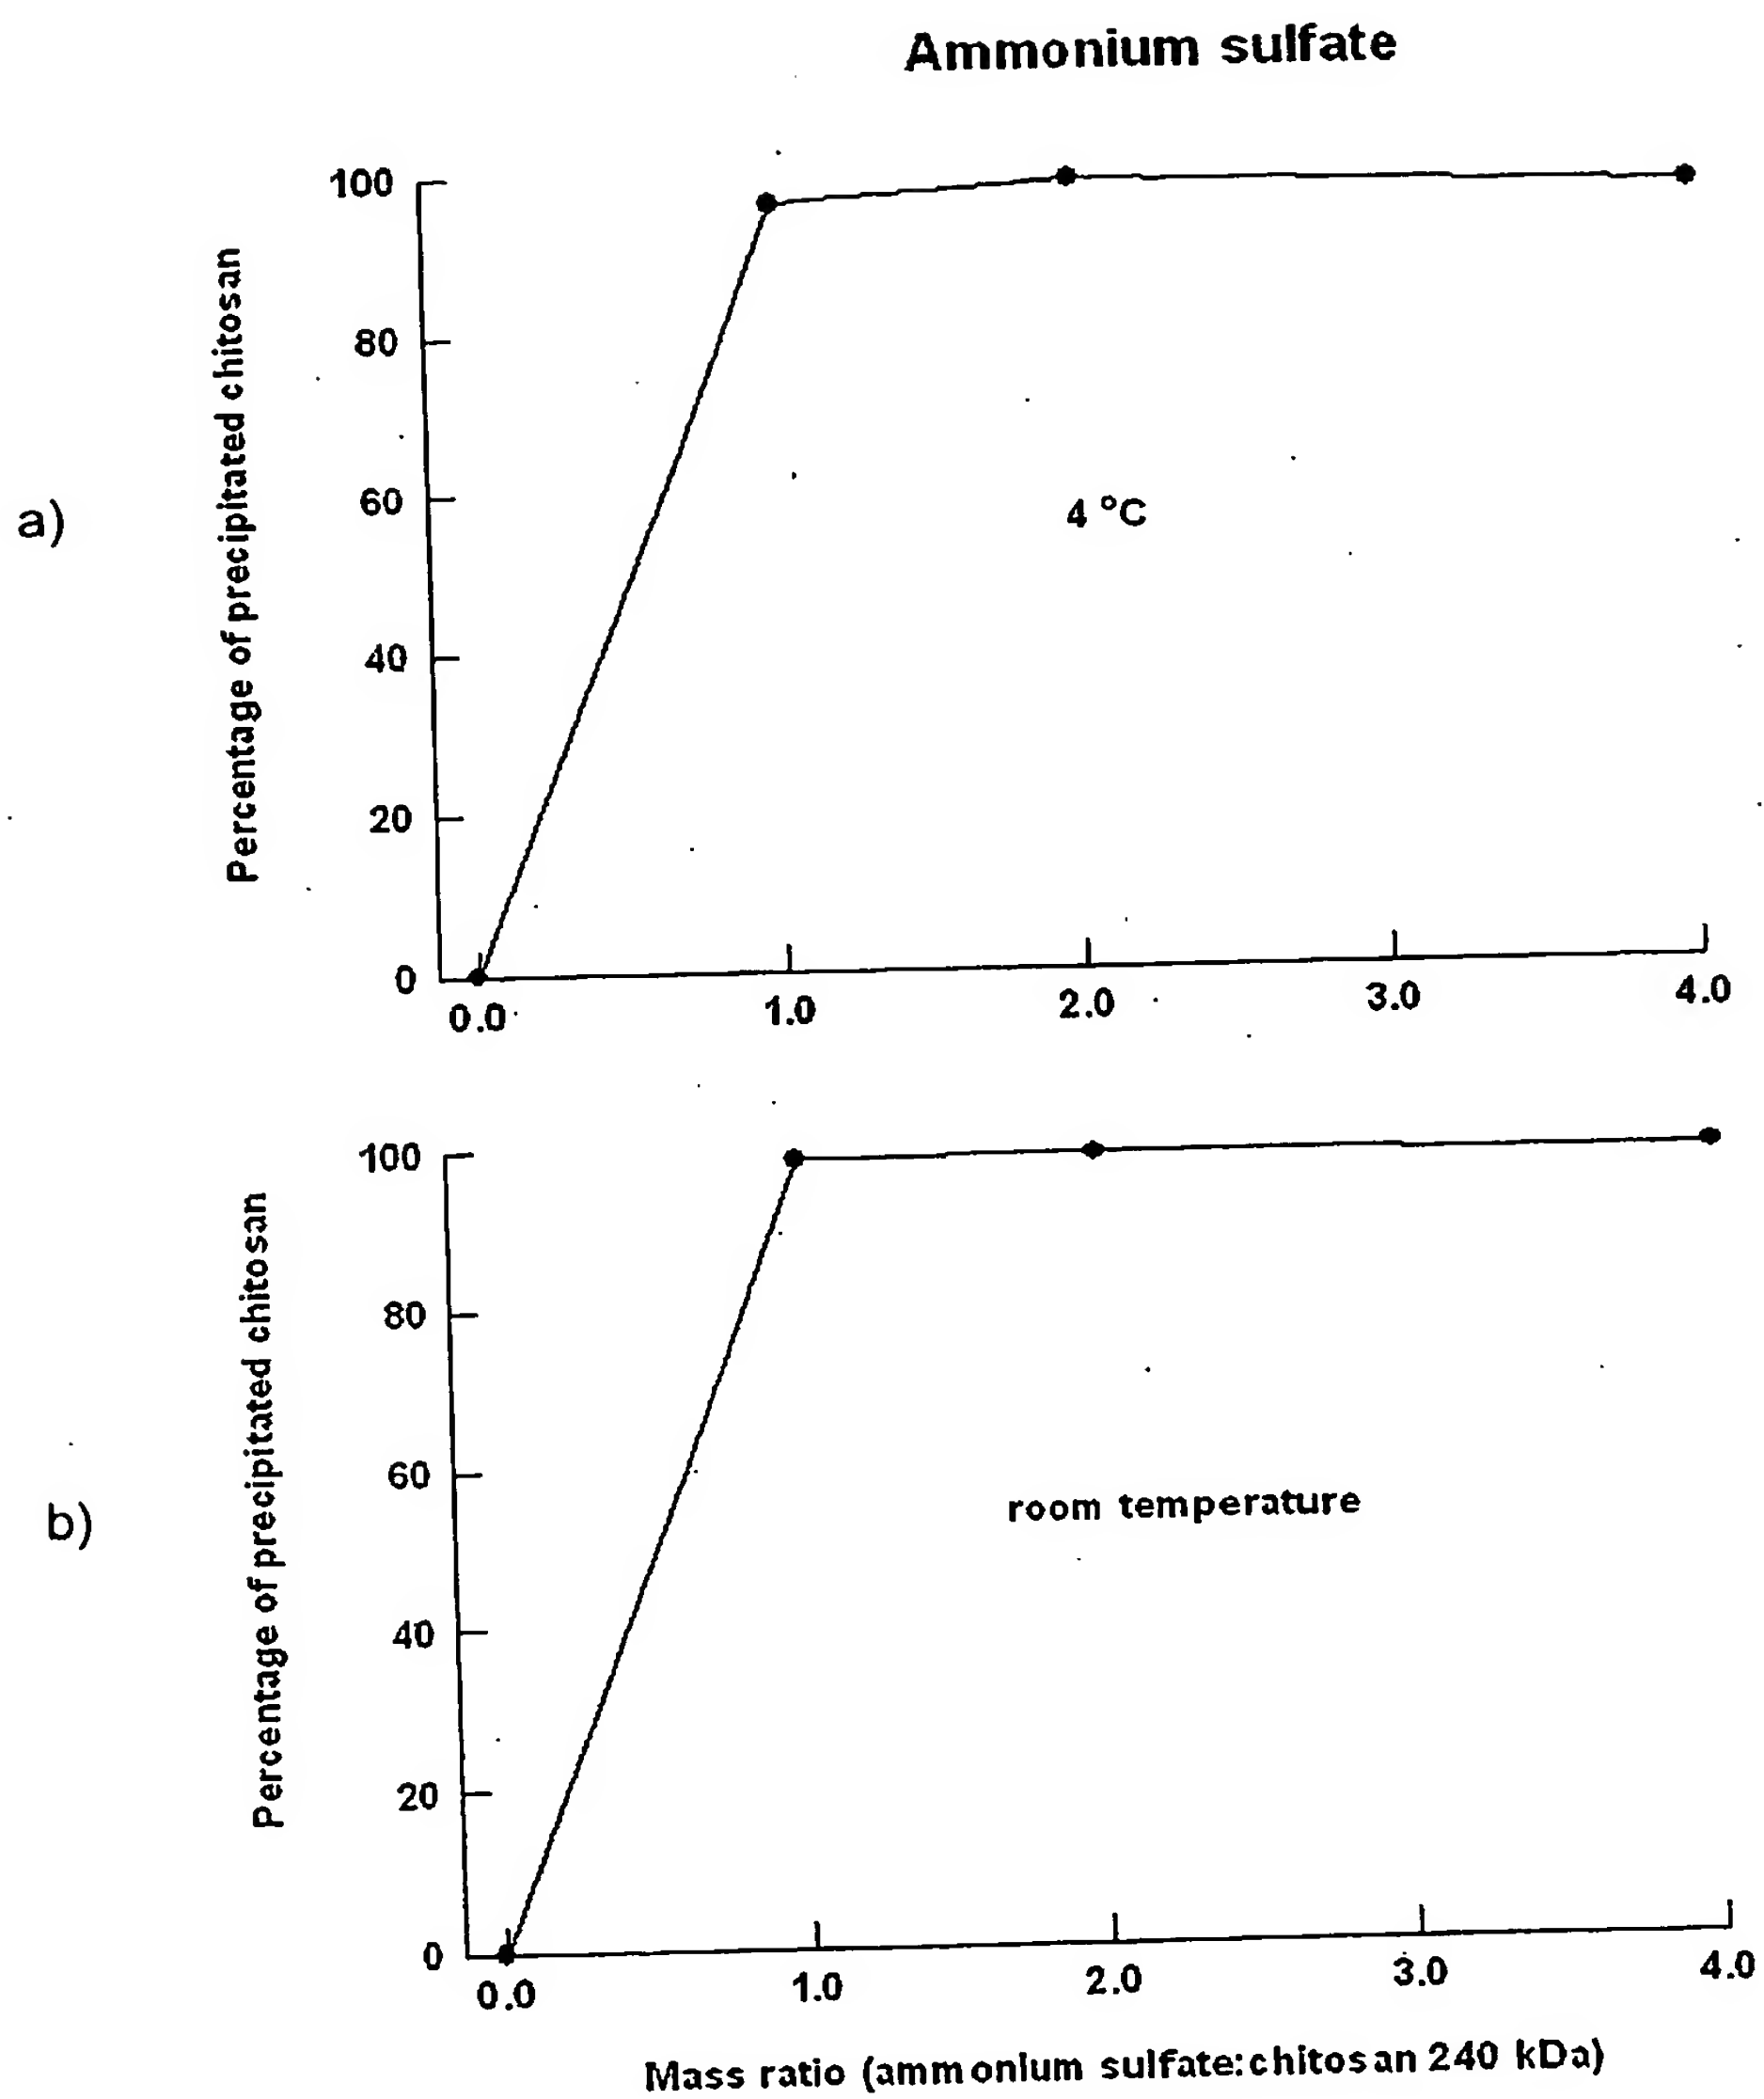 Ammonium sulfate
a)
Percentage of precipitated chitosan
100
80
60
40
20
0
4 °C
0.0
1.0
2.0
3.0
4.0
b)
Percentage of precipitated chitosan
100
80
60
40
20
0
room temperature
0.0
1.0
2.0
3.0
4.0
Mass ratio (ammonium sulfate:chitosan 240 kDa)